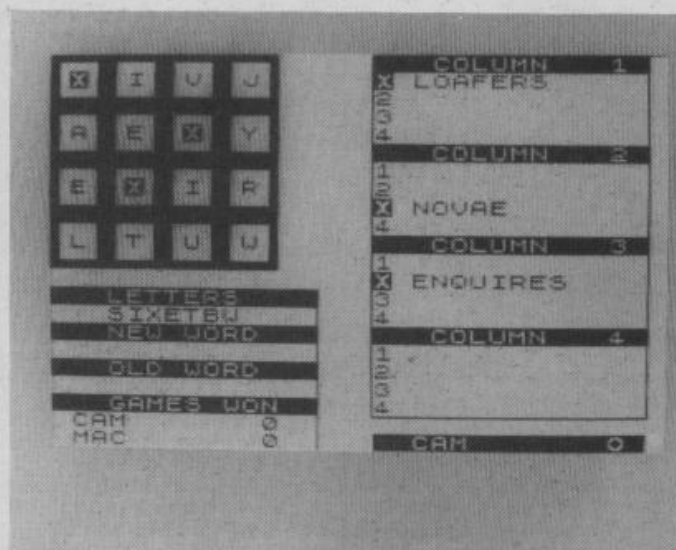 X I V J
A E X Y
E X I R
L T U W
LETTERS
SIXETBW
NEW WORD
OLD WORD
GAMES WON
CAM 0
MAC 0
COLUMN 1
X LOAFERS
2
3
4
COLUMN 2
1
2
X NOVAE
4
COLUMN 3
1
X ENQUIRES
3
4
COLUMN 4
1
2
3
4
CAM 0